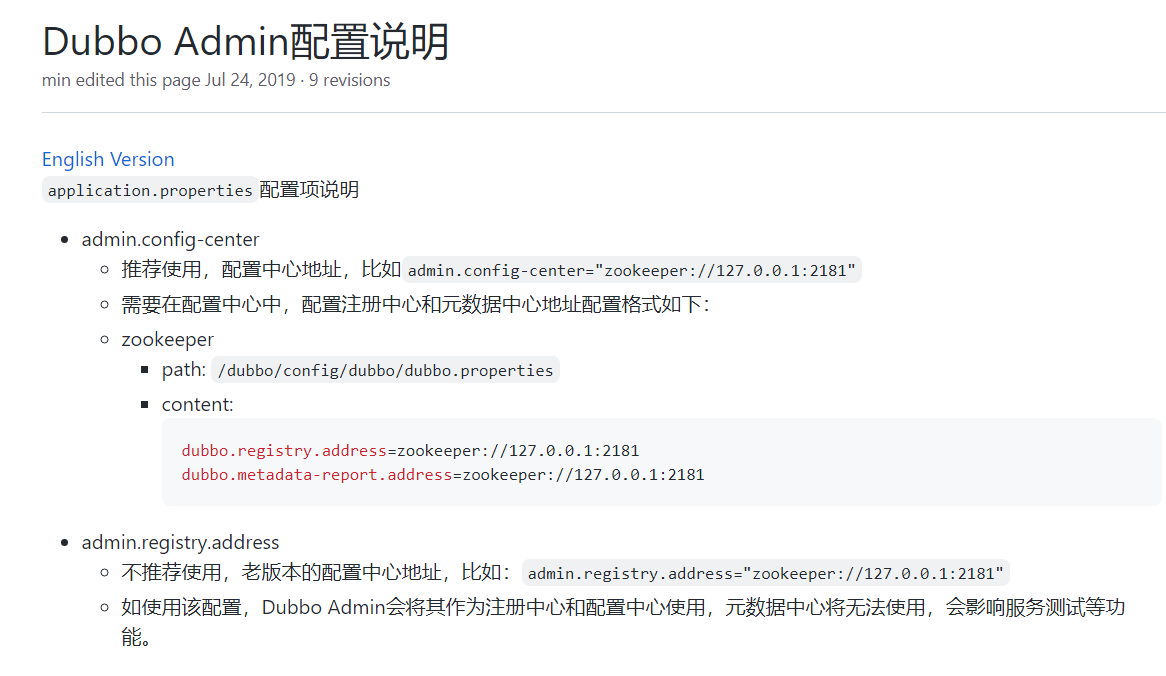 Dubbo Admin配置说明
min edited this page Jul 24, 2019 · 9 revisions
English Version
application.properties配置项说明
admin.config-center
推荐使用，配置中心地址，比如admin.config-center="zookeeper://127.0.0.1:2181"
需要在配置中心中，配置注册中心和元数据中心地址配置格式如下：
zookeeper
path: /dubbo/config/dubbo/dubbo.properties
content:
dubbo.registry.address=zookeeper://127.0.0.1:2181
dubbo.metadata-report.address=zookeeper://127.0.0.1:2181
admin.registry.address
不推荐使用，老版本的配置中心地址，比如：admin.registry.address="zookeeper://127.0.0.1:2181"
如使用该配置，Dubbo Admin会将其作为注册中心和配置中心使用，元数据中心将无法使用，会影响服务测试等功
能。